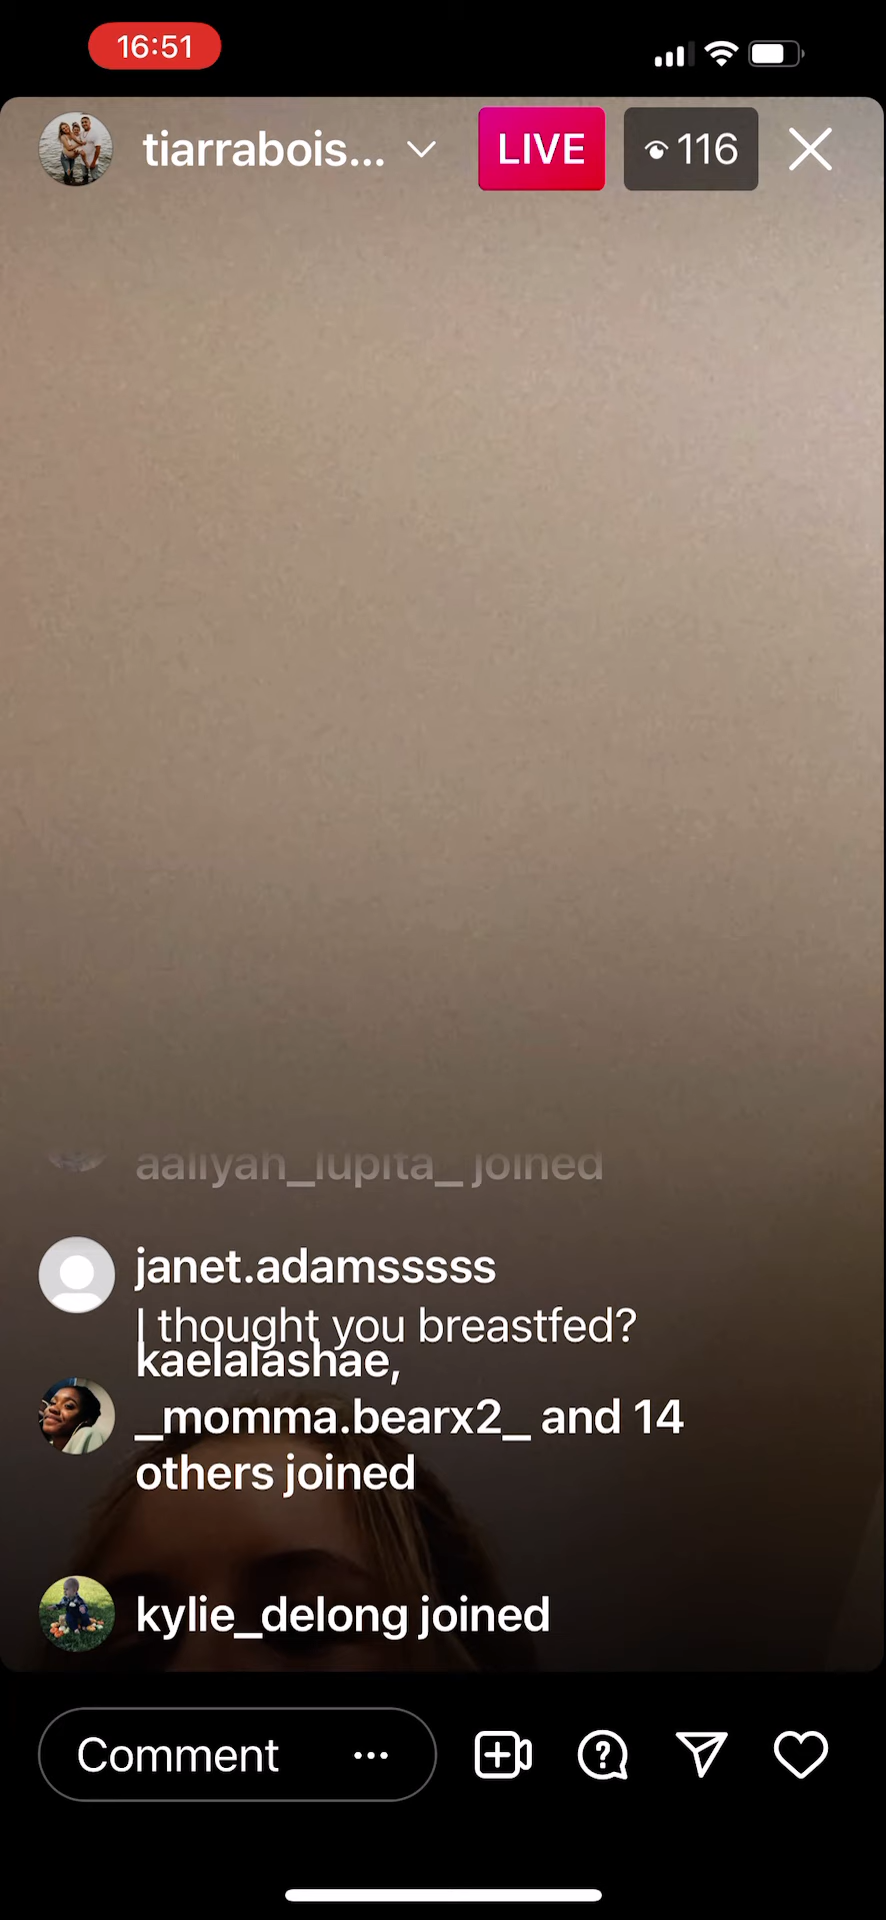 16:51
tiarrabois...
LIVE
116
aaliyah_lupita_ joined
janet.adamsssss
I thought you breastfed?
kaelalashae,
_momma.bearx2_ and 14
others joined
kylie_delong joined
Comment